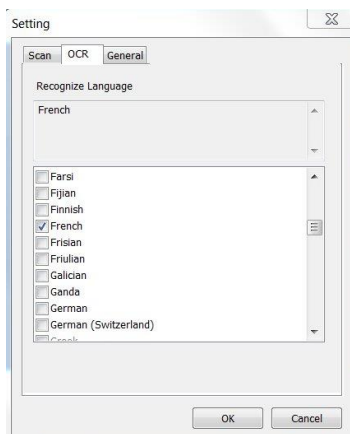 Setting
Scan OCR General
Recognize Language
French
Farsi
Fijian
Finnish
French
Frisian
Friulian
Galician
Ganda
German
German (Switzerland)
Greek
OK Cancel